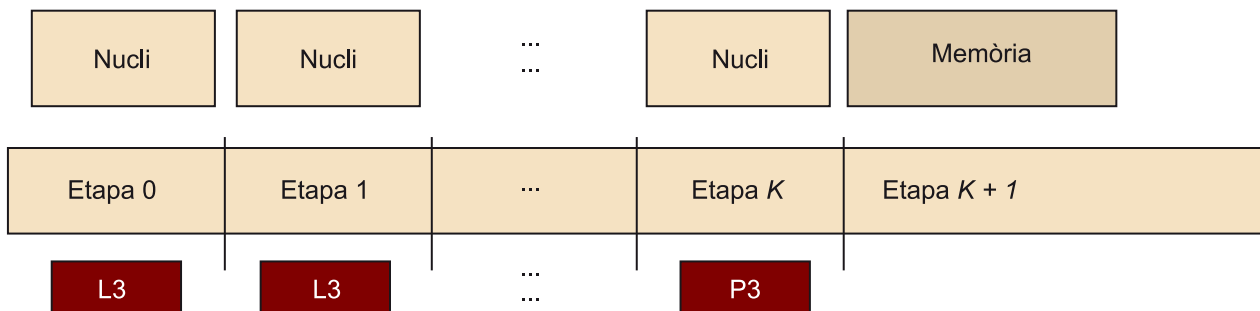 Nucli Nucli ... Nucli Memòria
...
Etapa 0 Etapa 1 ... Etapa K Etapa K + 1
L3 L3 ... P3
...